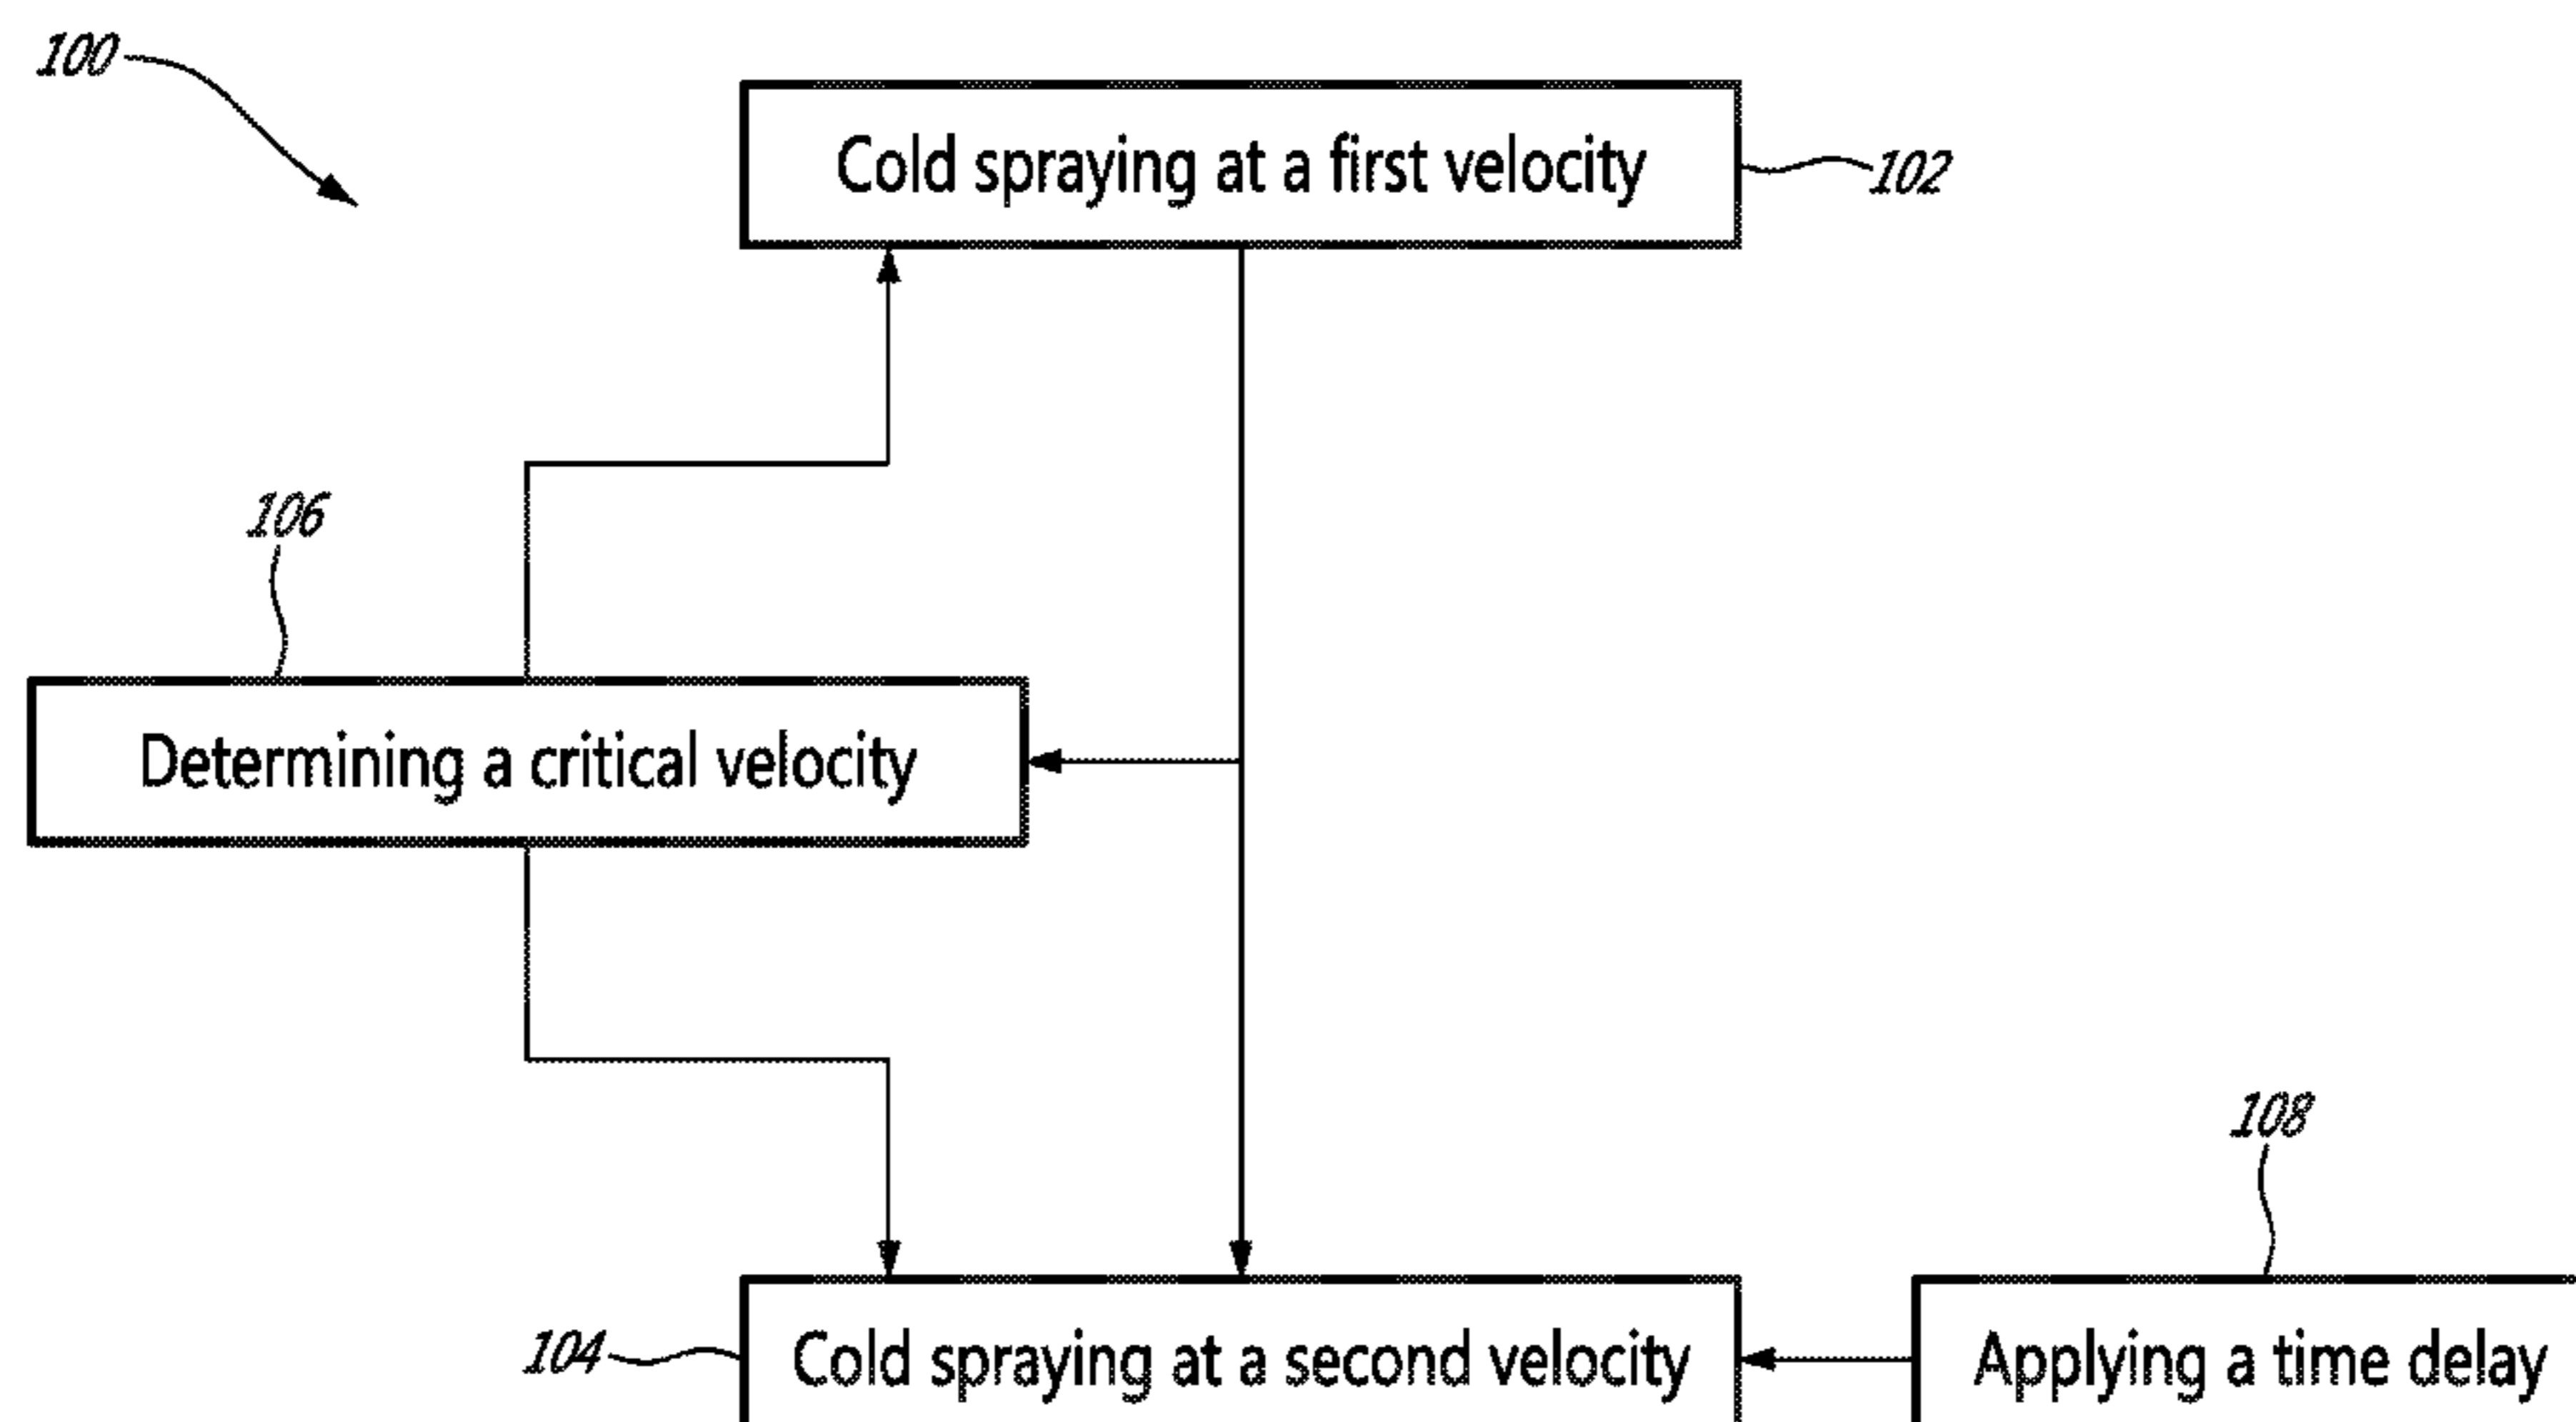 100
Cold spraying at a first velocity
102
106
Determining a critical velocity
108
104
Cold spraying at a second velocity
Applying a time delay